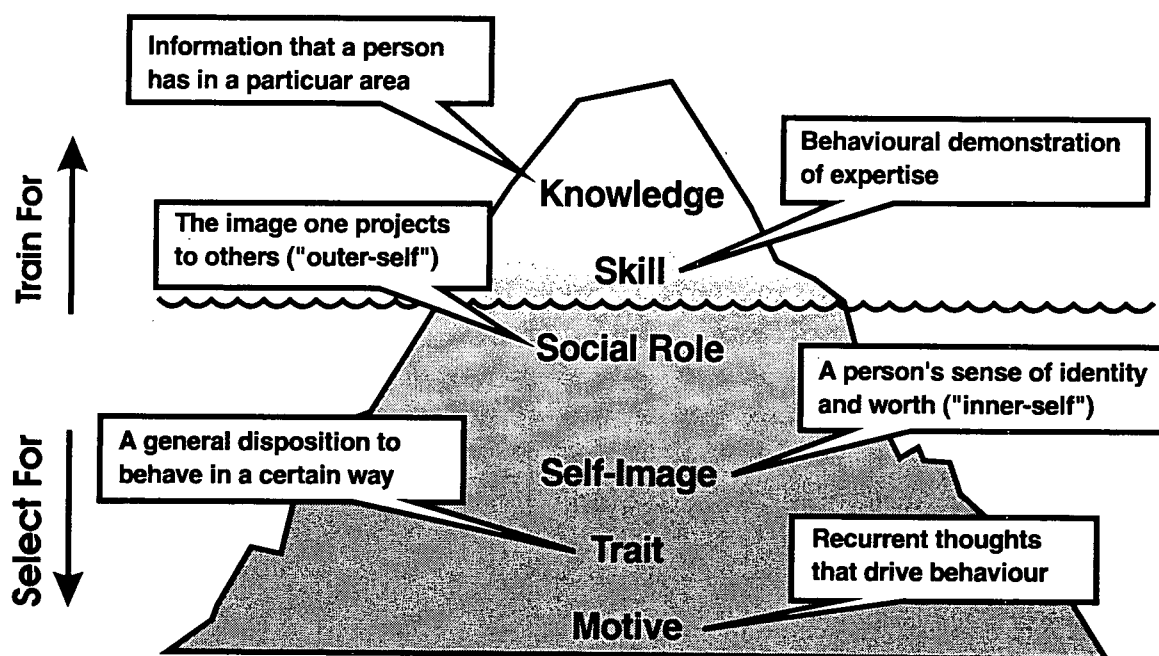 Information that a person
has in a particuar area
Behavioural demonstration
of expertise
Knowledge
Train For
The image one projects
to others ("outer-self")
Skill
Social Role
A person's sense of identity
and worth ("inner-self")
A general disposition to
behave in a certain way
Self-Image
Select For
Trait
Recurrent thoughts
that drive behaviour
Motive